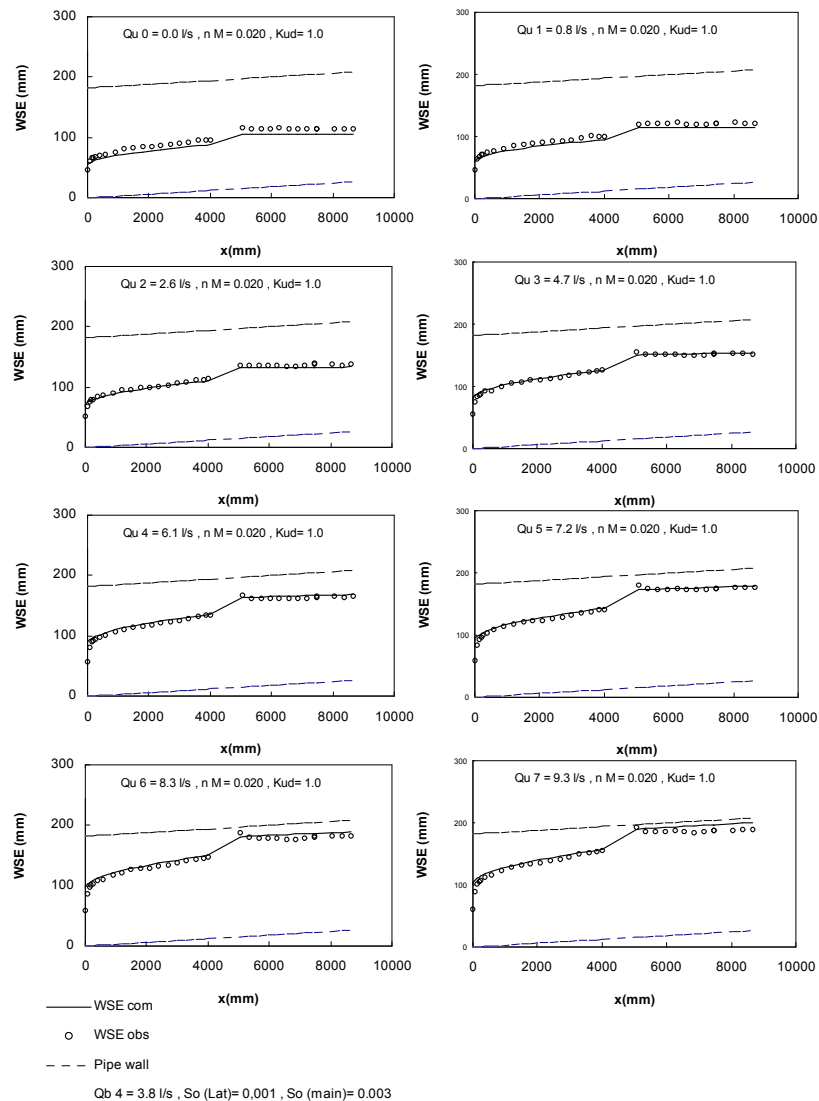 Qu 0 = 0.0 l/s , n M = 0.020 , Kud= 1.0
WSE (mm)
300
200
100
0
0 2000 4000 6000 8000 10000
x(mm)
Qu 1 = 0.8 l/s , n M = 0.020 , Kud= 1.0
WSE (mm)
300
200
100
0
0 2000 4000 6000 8000 10000
x(mm)
Qu 2 = 2.6 l/s , n M = 0.020 , Kud= 1.0
WSE (mm)
300
200
100
0
0 2000 4000 6000 8000 10000
x(mm)
Qu 3 = 4.7 l/s , n M = 0.020 , Kud= 1.0
WSE (mm)
300
200
100
0
0 2000 4000 6000 8000 10000
x(mm)
Qu 4 = 6.1 l/s , n M = 0.020 , Kud= 1.0
WSE (mm)
300
200
100
0
0 2000 4000 6000 8000 10000
x(mm)
Qu 5 = 7.2 l/s , n M = 0.020 , Kud= 1.0
WSE (mm)
300
200
100
0
0 2000 4000 6000 8000 10000
x(mm)
Qu 6 = 8.3 l/s , n M = 0.020 , Kud= 1.0
WSE (mm)
300
200
100
0
0 2000 4000 6000 8000 10000
x(mm)
Qu 7 = 9.3 l/s , n M = 0.020 , Kud= 1.0
WSE (mm)
300
200
100
0
0 2000 4000 6000 8000 10000
x(mm)
WSE com
WSE obs
Pipe wall
Qb 4 = 3.8 l/s , So (Lat)= 0,001 , So (main)= 0.003